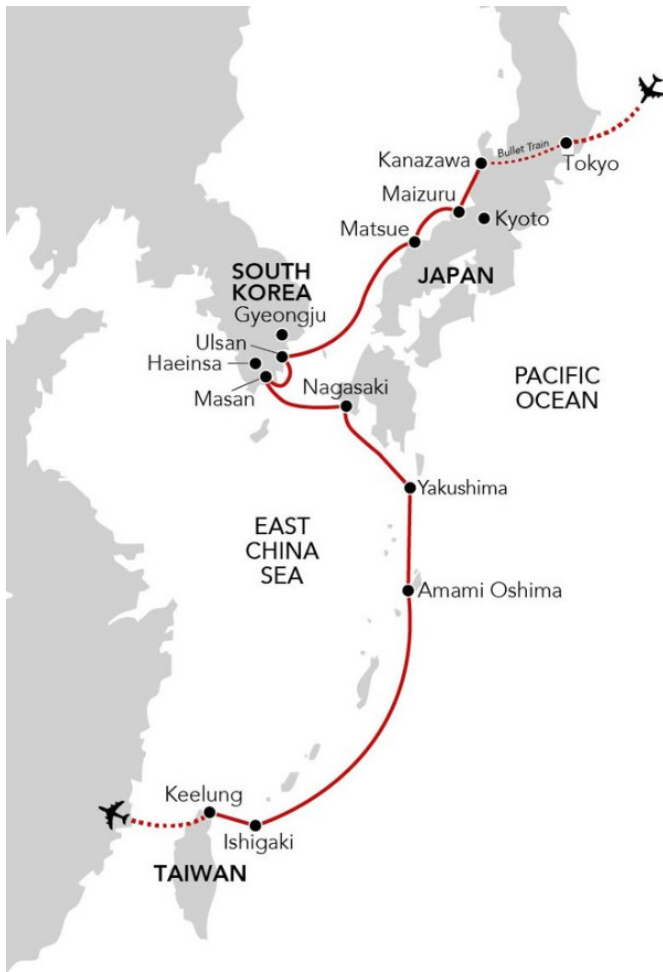 Bullet Train
Kanazawa
Tokyo
Maizuru
Kyoto
Matsue
JAPAN
SOUTH
KOREA
Gyeongju
Ulsan
Haeinsa
Masan
Nagasaki
PACIFIC
OCEAN
Yakushima
EAST
CHINA
SEA
Amami Oshima
Keelung
Ishigaki
TAIWAN